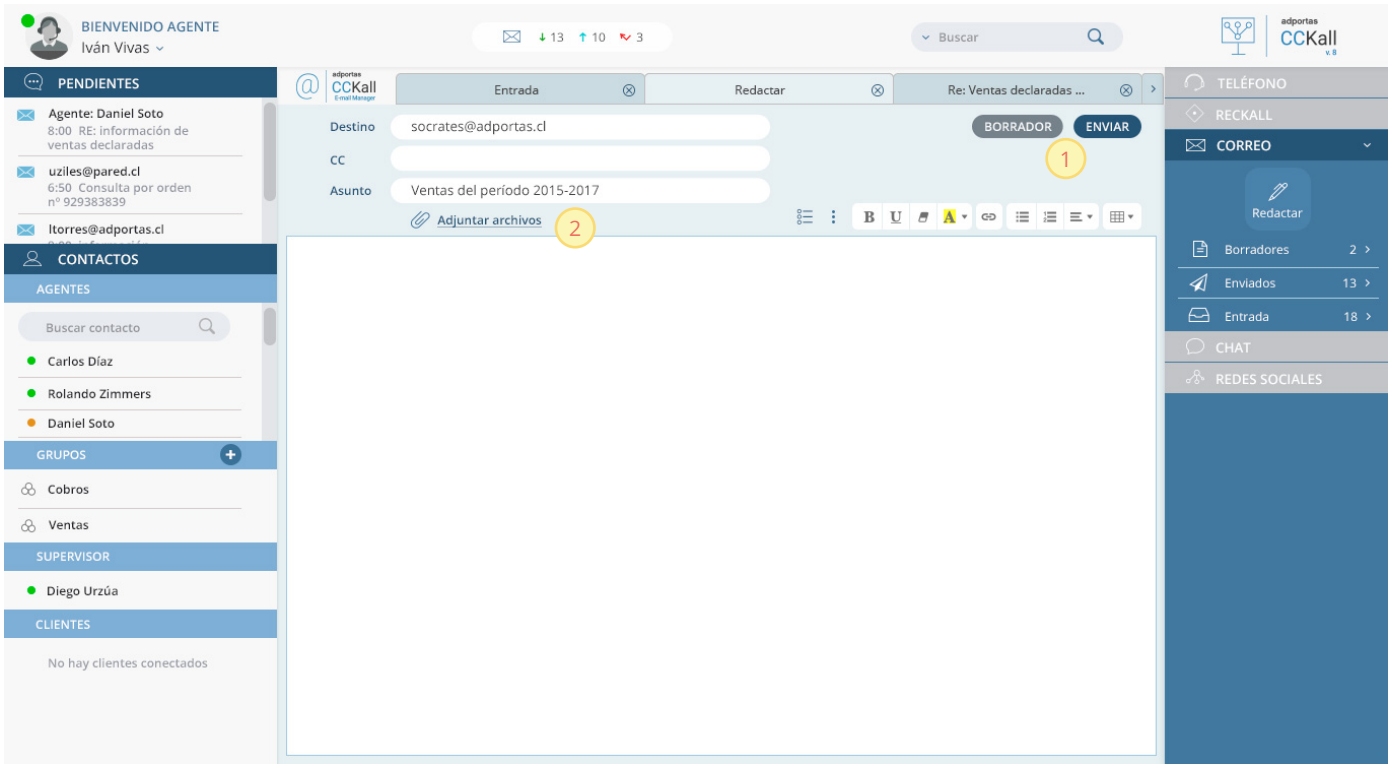 BIENVENIDO AGENTE
Iván Vivas
13 10 3
Buscar
adportas
CCKall
v. 8
PENDIENTES
Agente: Daniel Soto
8:00 RE: información de
ventas declaradas
uziles@pared.cl
6:50 Consulta por orden
nº 929383839
ltorres@adportas.cl
CONTACTOS
AGENTES
Buscar contacto
Carlos Díaz
Rolando Zimmers
Daniel Soto
GRUPOS
Cobros
Ventas
SUPERVISOR
Diego Urzúa
CLIENTES
No hay clientes conectados
@ adportas
CCKall
E-mail Manager
Entrada
Redactar
Re: Ventas declaradas ...
Destino socrates@adportas.cl
BORRADOR ENVIAR
CC
1
Asunto Ventas del período 2015-2017
Adjuntar archivos
2
B U A
TELÉFONO
RECKALL
CORREO
Redactar
Borradores 2
Enviados 13
Entrada 18
CHAT
REDES SOCIALES